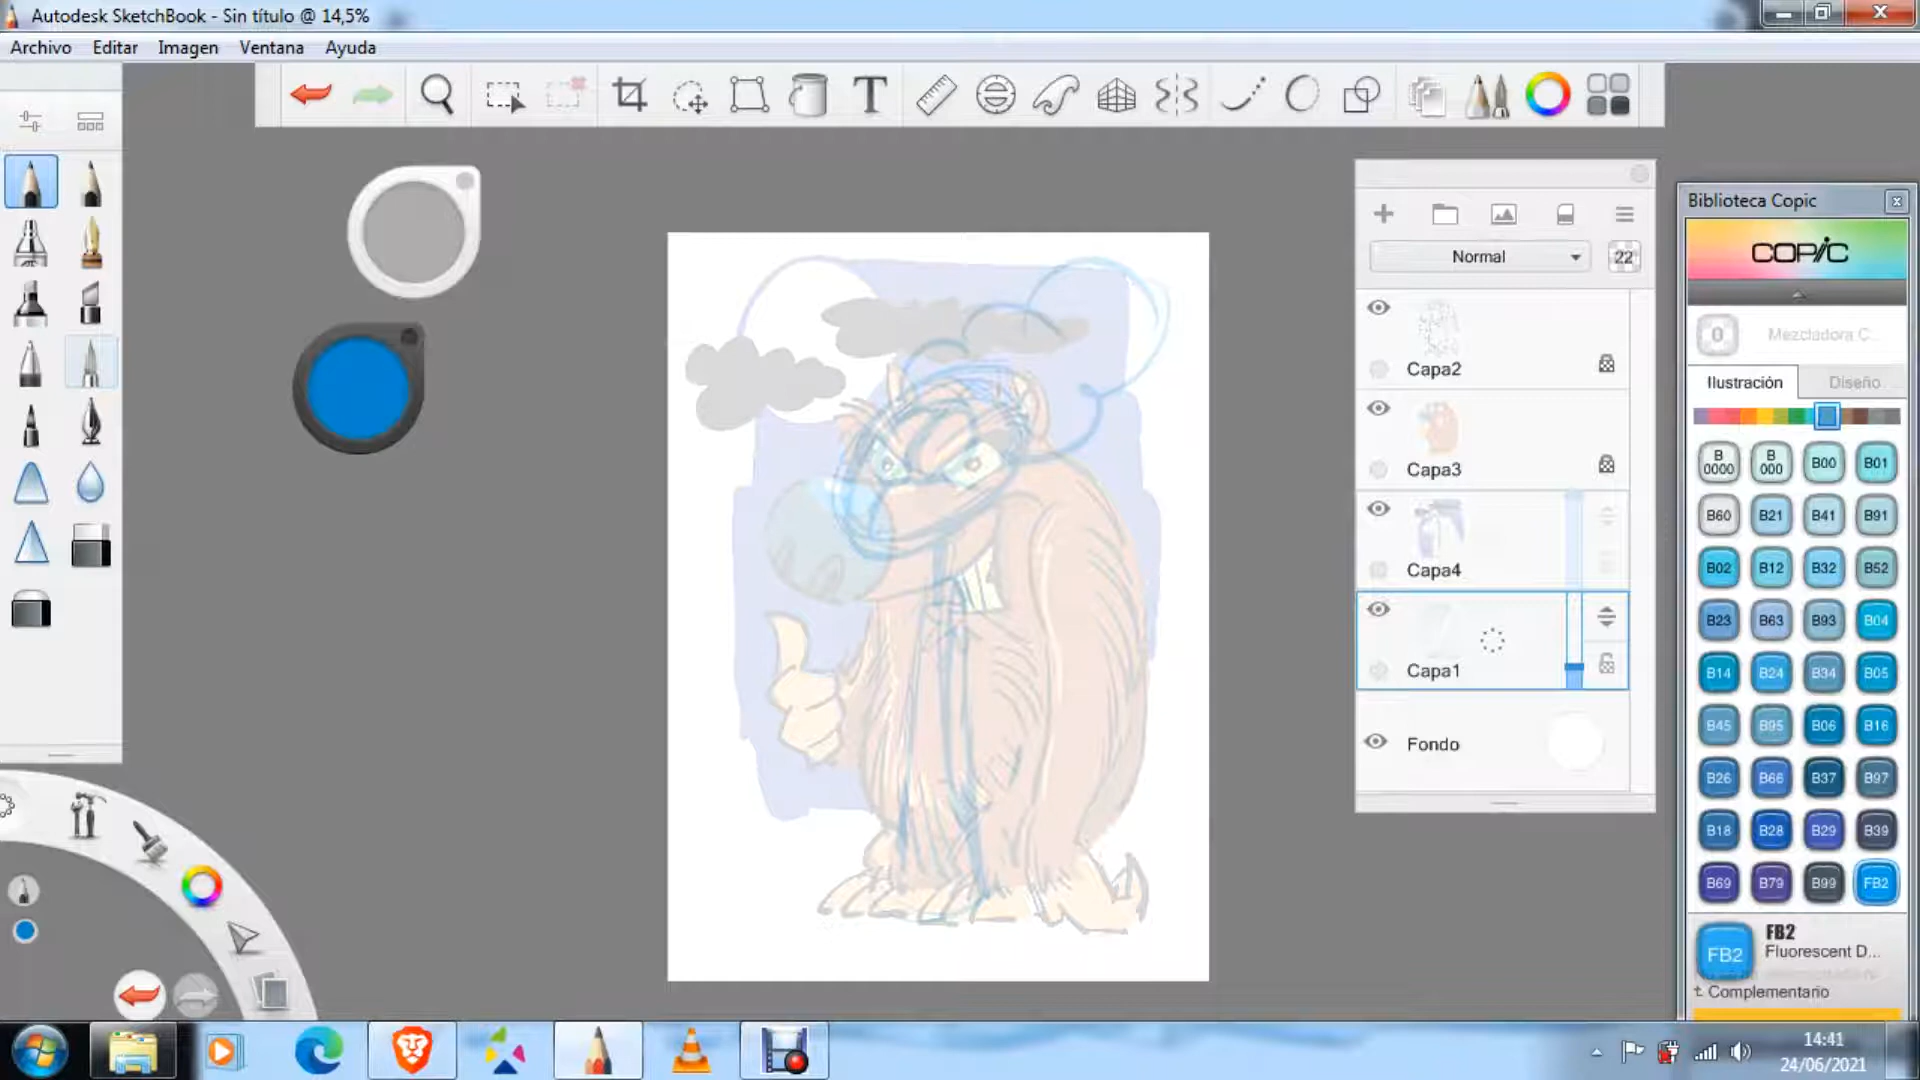 Autodesk SketchBook - Sin título @ 14,5%
Archivo Editar Imagen Ventana Ayuda
T
Biblioteca Copic
COPIC
Normal 22
0 Mezcladora C...
Capa2
Ilustración Diseño
Capa3
B0000 B000 B00 B01
B60 B21 B41 B91
Capa4
B02 B12 B32 B52
B23 B63 B93 B04
Capa1
B14 B24 B34 B05
Fondo
B45 B95 B06 B16
B26 B66 B37 B97
B18 B28 B29 B39
B69 B79 B99 FB2
FB2
FB2
Fluorescent D...
Complementario
14:41
24/06/2021